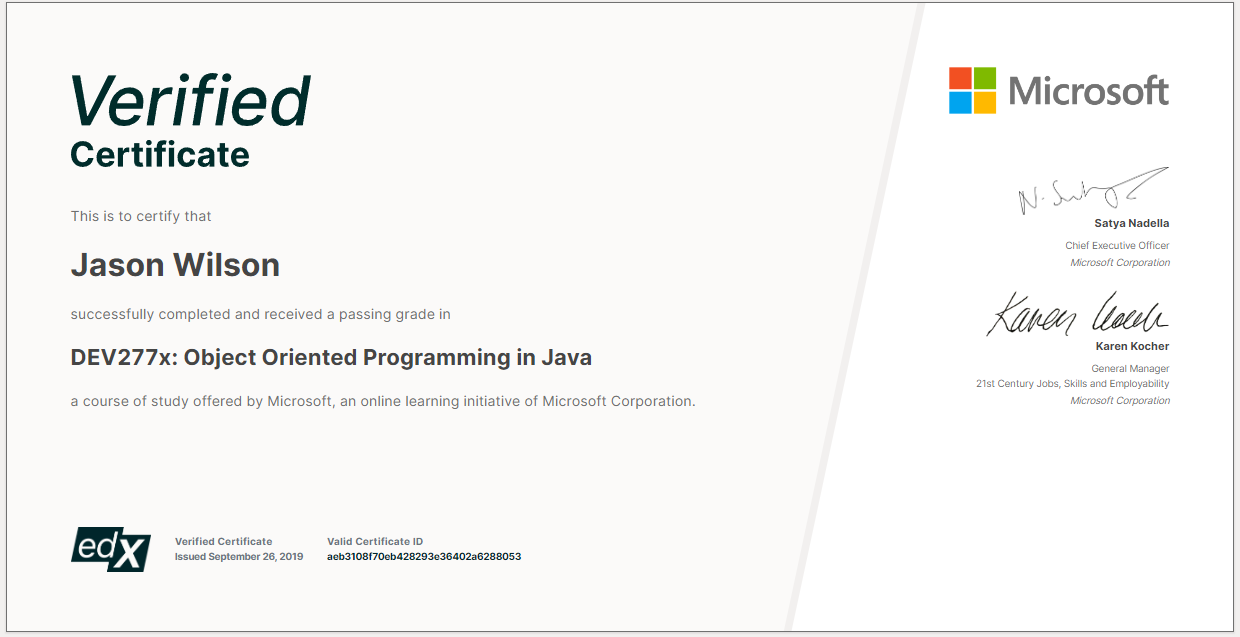 Verified
Certificate
This is to certify that
Jason Wilson
successfully completed and received a passing grade in
DEV277x: Object Oriented Programming in Java
a course of study offered by Microsoft, an online learning initiative of Microsoft Corporation.
edX
Verified Certificate
Issued September 26, 2019
Valid Certificate ID
aeb3108f70eb428293e36402a6288053
Microsoft
Satya Nadella
Chief Executive Officer
Microsoft Corporation
Karen Kocher
Karen Kocher
General Manager
21st Century Jobs, Skills and Employability
Microsoft Corporation